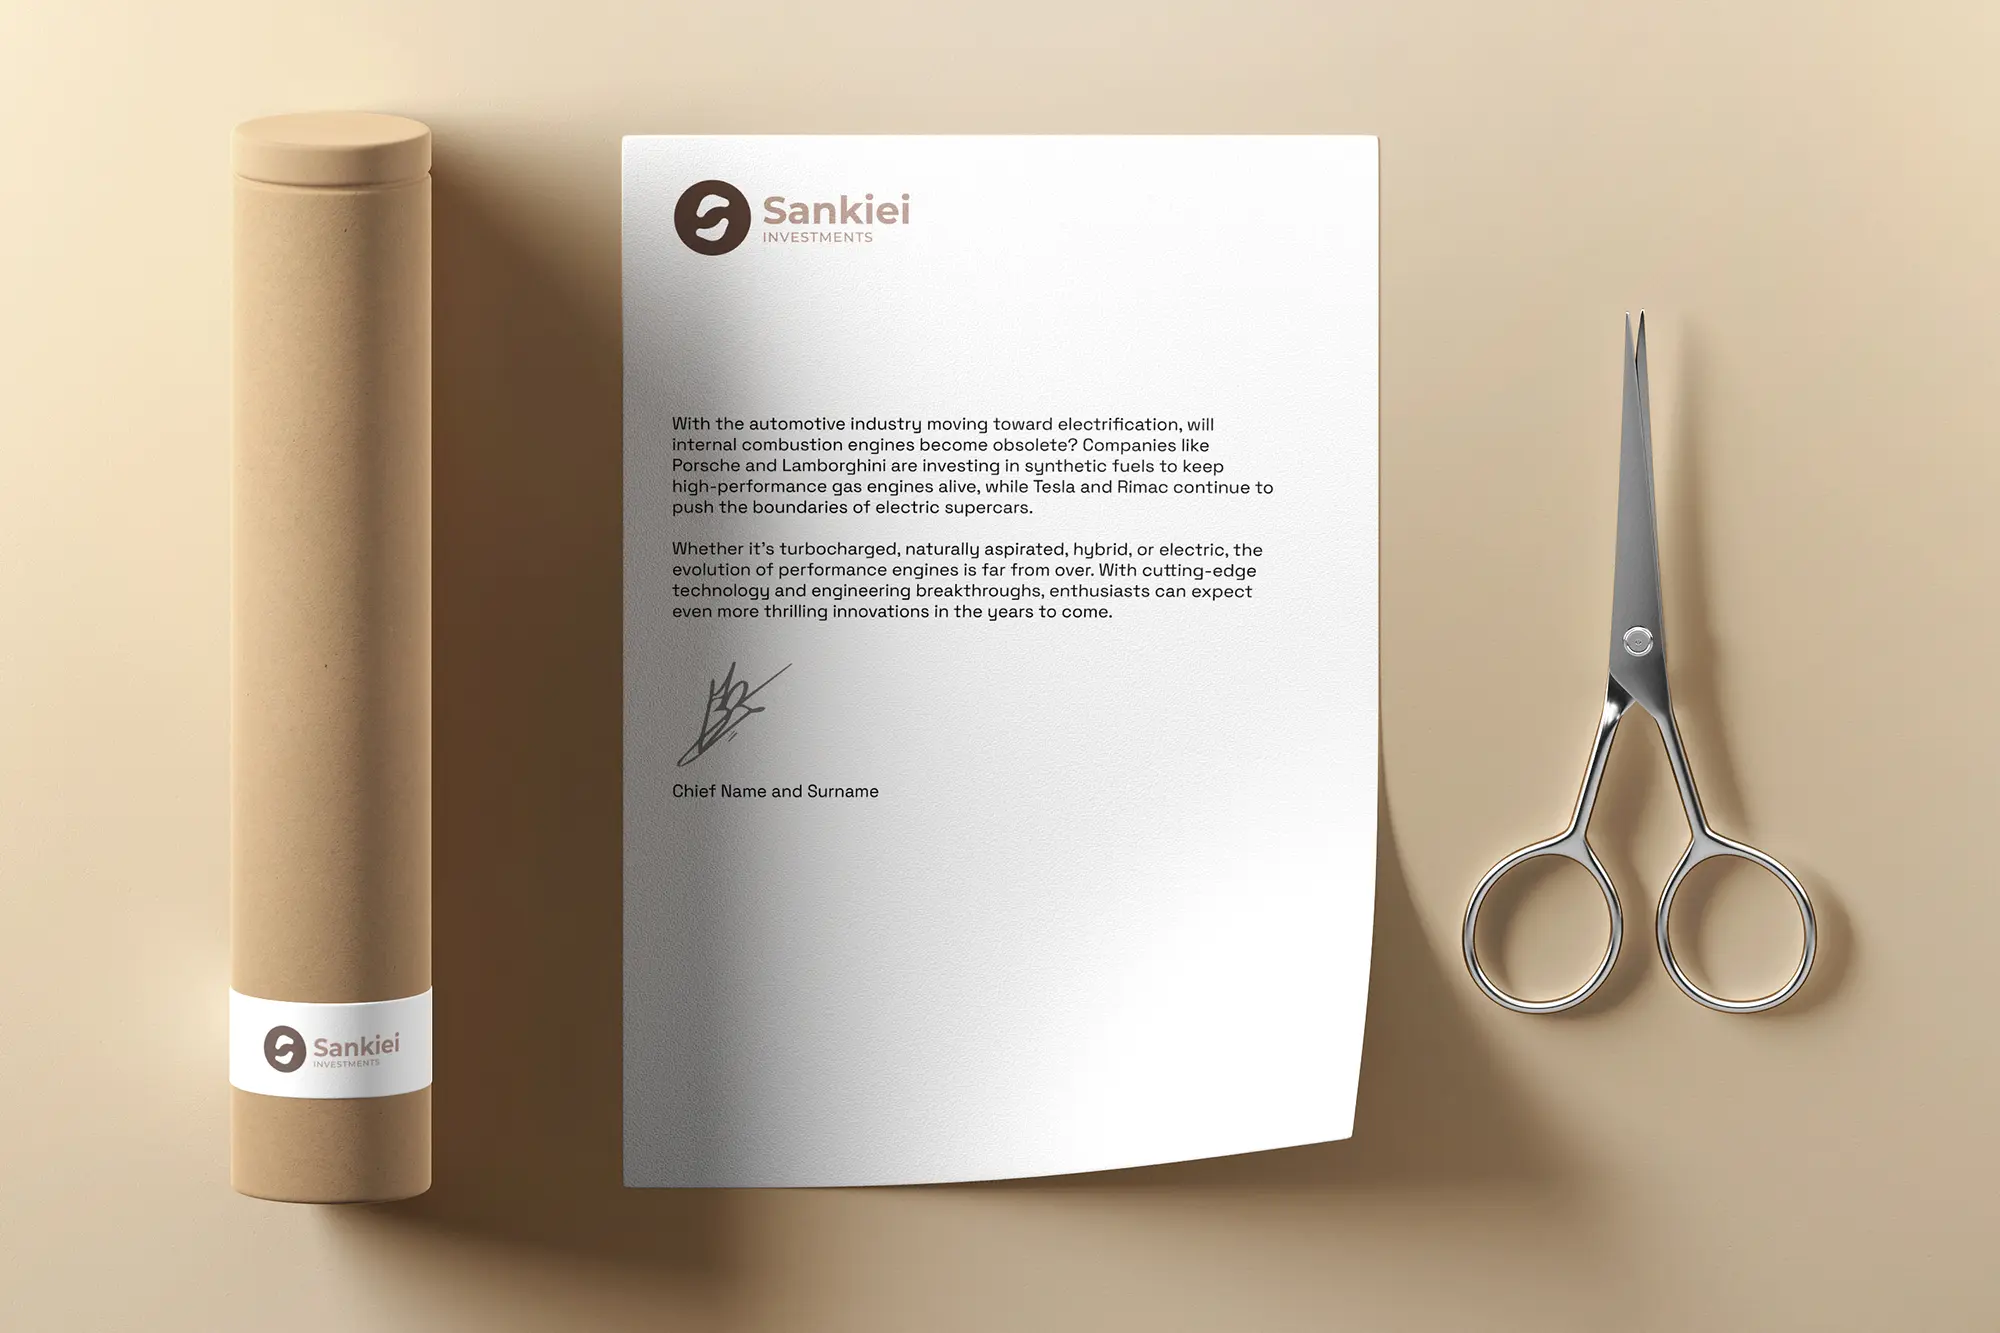 Sankiei
INVESTMENTS
With the automotive industry moving toward electrification, will
internal combustion engines become obsolete? Companies like
Porsche and Lamborghini are investing in synthetic fuels to keep
high-performance gas engines alive, while Tesla and Rimac continue to
push the boundaries of electric supercars.
Whether it's turbocharged, naturally aspirated, hybrid, or electric, the
evolution of performance engines is far from over. With cutting-edge
technology and engineering breakthroughs, enthusiasts can expect
even more thrilling innovations in the years to come.
Chief Name and Surname
Sankiei
INVESTMENTS